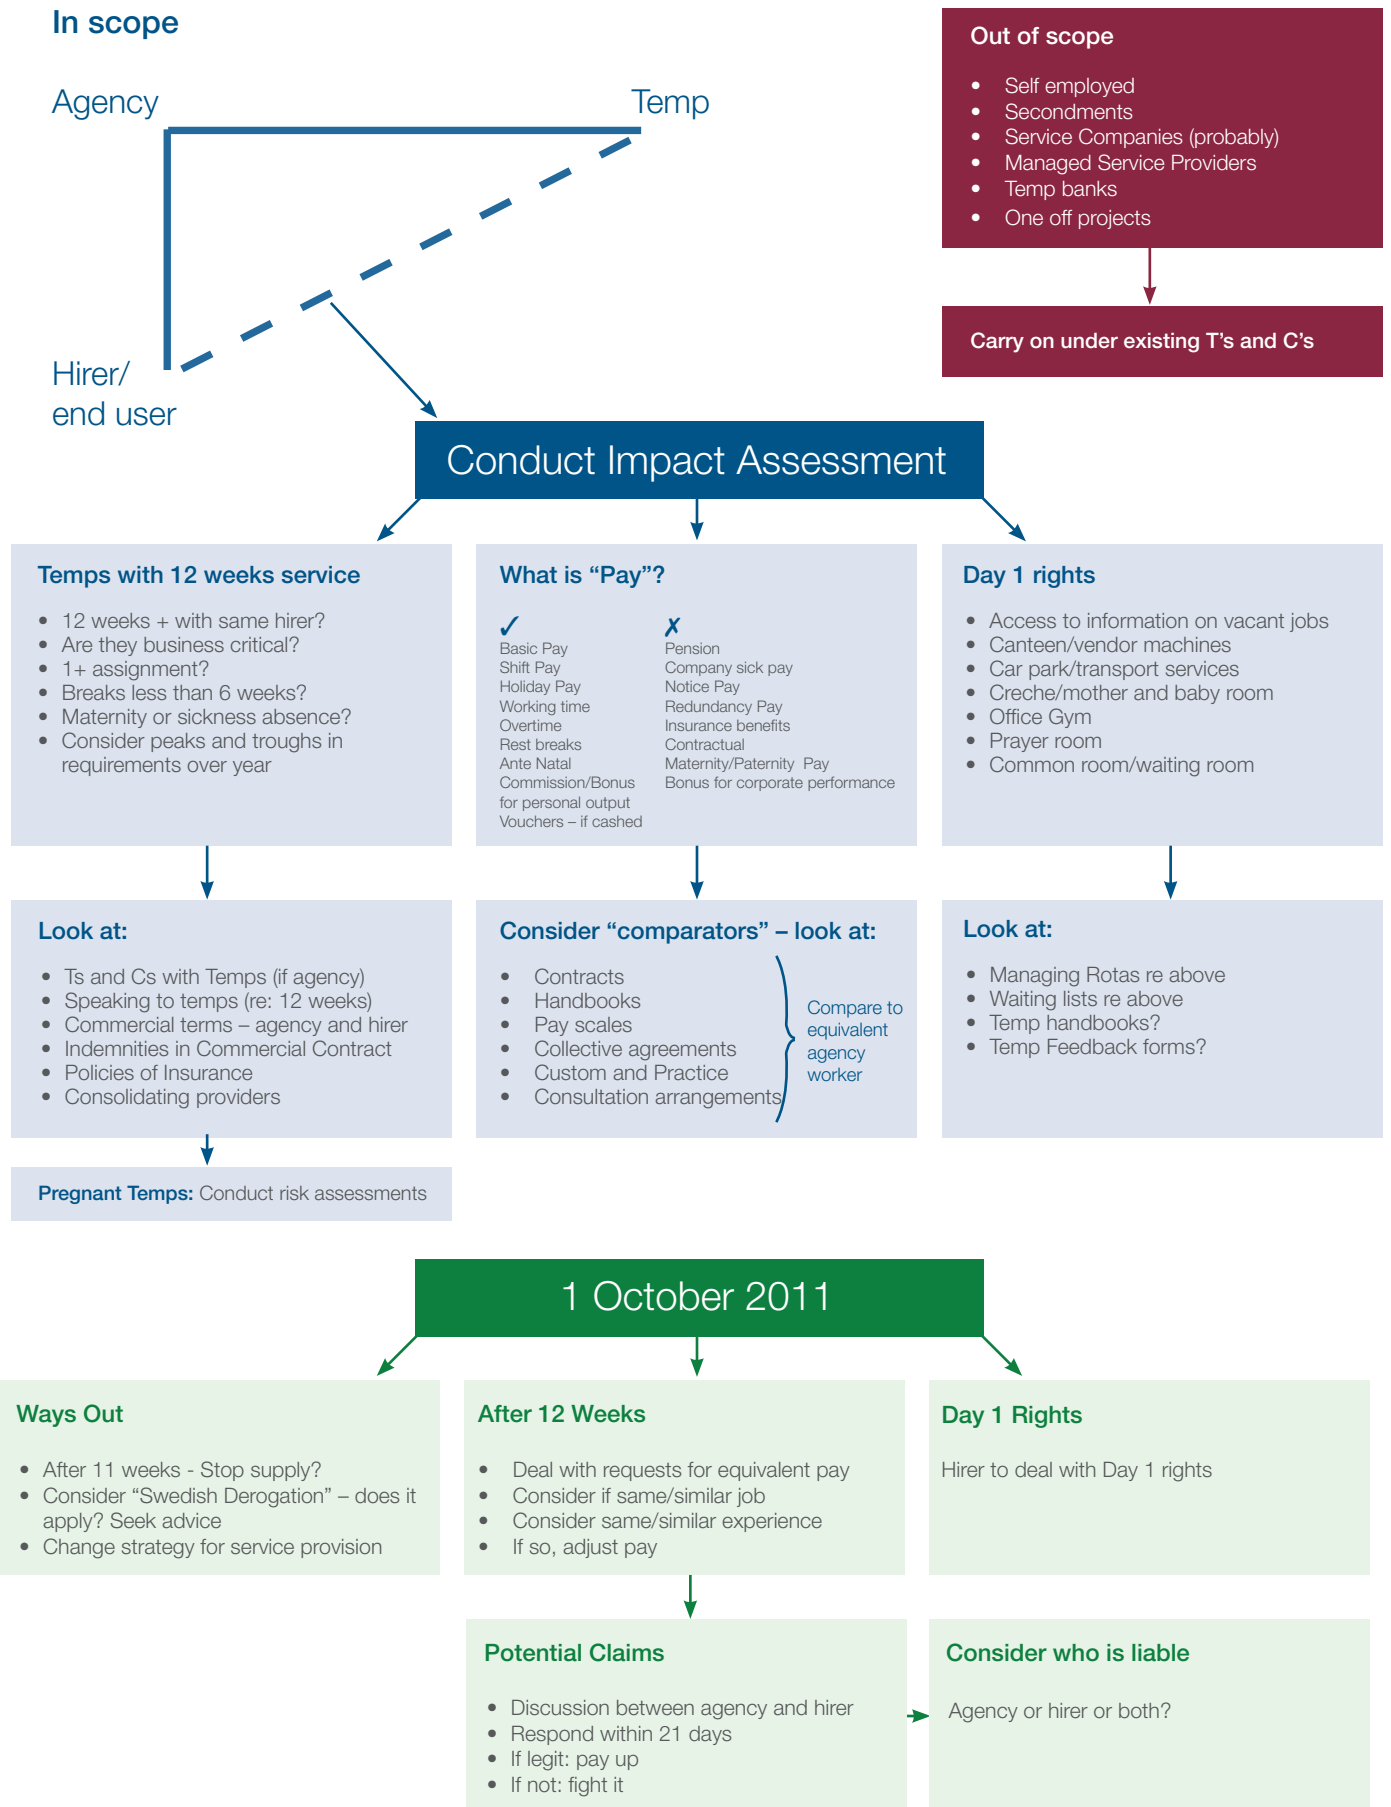 In scope
Agency
Temp
Hirer/
end user
Out of scope
• Self employed
• Secondments
• Service Companies (probably)
• Managed Service Providers
• Temp banks
• One off projects
Carry on under existing T’s and C’s
Conduct Impact Assessment
Temps with 12 weeks service
• 12 weeks + with same hirer?
• Are they business critical?
• 1+ assignment?
• Breaks less than 6 weeks?
• Maternity or sickness absence?
• Consider peaks and troughs in
requirements over year
What is “Pay”?
✓
Basic Pay
Shift Pay
Holiday Pay
Working time
Overtime
Rest breaks
Ante Natal
Commission/Bonus
for personal output
Vouchers – if cashed
✗
Pension
Company sick pay
Notice Pay
Redundancy Pay
Insurance benefits
Contractual
Maternity/Paternity Pay
Bonus for corporate performance
Day 1 rights
• Access to information on vacant jobs
• Canteen/vendor machines
• Car park/transport services
• Creche/mother and baby room
• Office Gym
• Prayer room
• Common room/waiting room
Look at:
• Ts and Cs with Temps (if agency)
• Speaking to temps (re: 12 weeks)
• Commercial terms – agency and hirer
• Indemnities in Commercial Contract
• Policies of Insurance
• Consolidating providers
Consider “comparators” – look at:
• Contracts
• Handbooks
• Pay scales
• Collective agreements
• Custom and Practice
• Consultation arrangements
Compare to
equivalent
agency
worker
Look at:
• Managing Rotas re above
• Waiting lists re above
• Temp handbooks?
• Temp Feedback forms?
Pregnant Temps: Conduct risk assessments
1 October 2011
Ways Out
• After 11 weeks - Stop supply?
• Consider “Swedish Derogation” – does it
apply? Seek advice
• Change strategy for service provision
After 12 Weeks
• Deal with requests for equivalent pay
• Consider if same/similar job
• Consider same/similar experience
• If so, adjust pay
Day 1 Rights
Hirer to deal with Day 1 rights
Potential Claims
• Discussion between agency and hirer
• Respond within 21 days
• If legit: pay up
• If not: fight it
Consider who is liable
Agency or hirer or both?